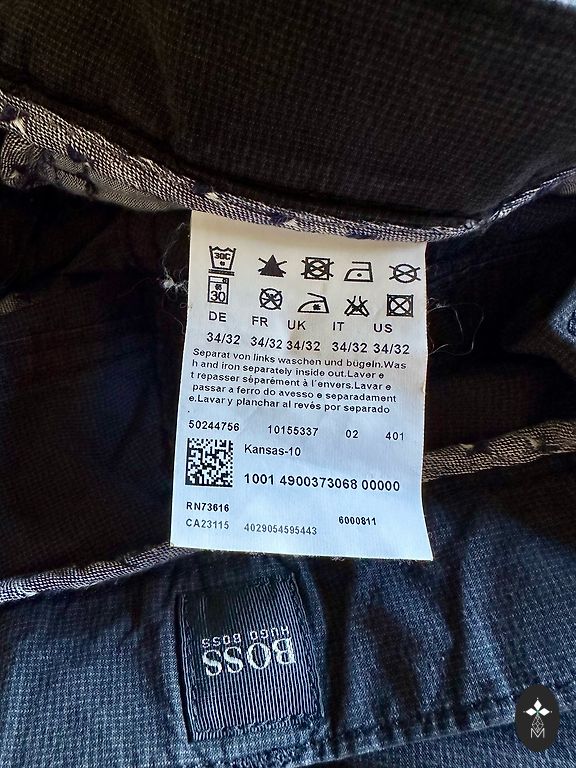 30C
30
DE FR UK IT US
34/32 34/32 34/32 34/32 34/32
Separat von links waschen und bügeln.Was
h and iron separately inside out.Laver e
t repasser séparément à l'envers.Lavar e
passar a ferro do avesso e separadament
e.Lavar y planchar al revés por separado
.
50244756 10155337 02 401
Kansas-10
1001 4900373068 00000
RN73616
CA23115 4029054595443 6000811
BOSS
HUGO BOSS
M